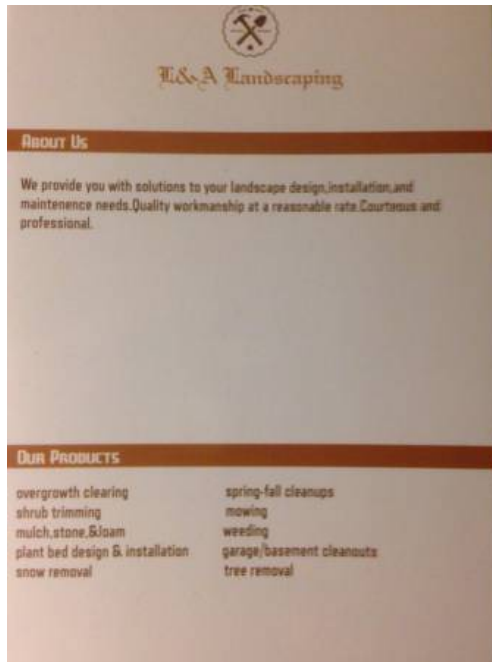 L&A Landscaping
About Us
We provide you with solutions to your landscape design,installation,and
maintenence needs.Quality workmanship at a reasonable rate.Courteous and
professional.
Our Products
overgrowth clearing
shrub trimming
mulch,stone,&loam
plant bed design & installation
snow removal
spring-fall cleanups
mowing
weeding
garage/basement cleanouts
tree removal